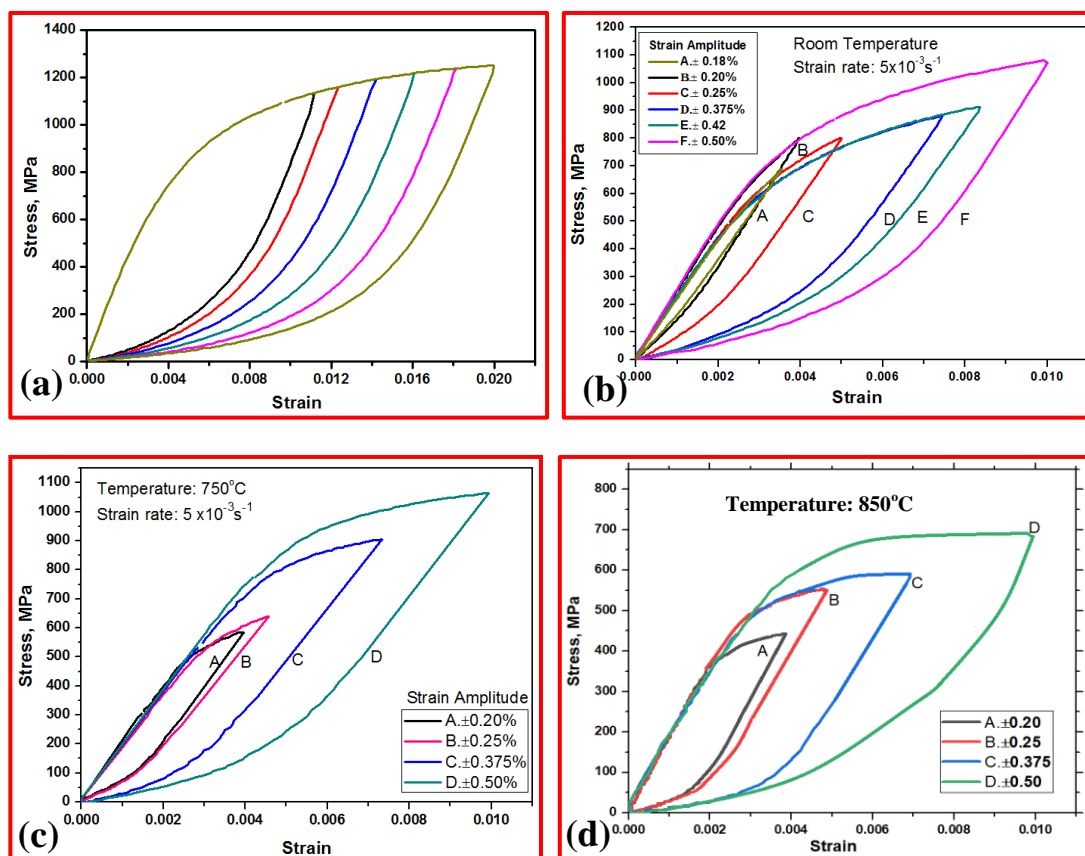 1400
1200
1000
800
600
400
200
0
Stress, MPa
0.000 0.004 0.008 0.012 0.016 0.020
Strain
(a)
1200
1100
1000
900
800
700
600
500
400
300
200
100
0
Stress, MPa
Strain Amplitude
A.± 0.18%
B± 0.20%
C.± 0.25%
D.± 0.375%
E.± 0.42
F.± 0.50%
Room Temperature
Strain rate: 5x10⁻³s⁻¹
B
A C D E F
0.000 0.002 0.004 0.006 0.008 0.010
Strain
(b)
1100
1000
900
800
700
600
500
400
300
200
100
0
Stress, MPa
Temperature: 750°C
Strain rate: 5 x10⁻³s⁻¹
A B C D
Strain Amplitude
A.±0.20%
B.±0.25%
C.±0.375%
D.±0.50%
0.000 0.002 0.004 0.006 0.008 0.010
Strain
(c)
800
700
600
500
400
300
200
100
0
Stress, MPa
Temperature: 850°C
D
C
B
A
A.±0.20
B.±0.25
C.±0.375
D.±0.50
0.000 0.002 0.004 0.006 0.008 0.010
Strain
(d)